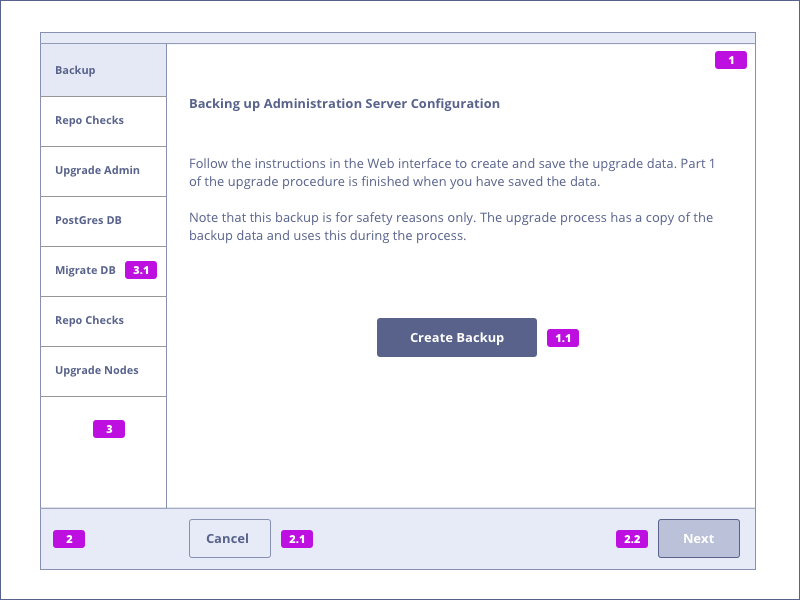 Backup
Repo Checks
Upgrade Admin
PostGres DB
Migrate DB 3.1
Repo Checks
Upgrade Nodes
3
1
Backing up Administration Server Configuration
Follow the instructions in the Web interface to create and save the upgrade data. Part 1
of the upgrade procedure is finished when you have saved the data.
Note that this backup is for safety reasons only. The upgrade process has a copy of the
backup data and uses this during the process.
Create Backup 1.1
2 Cancel 2.1 2.2 Next